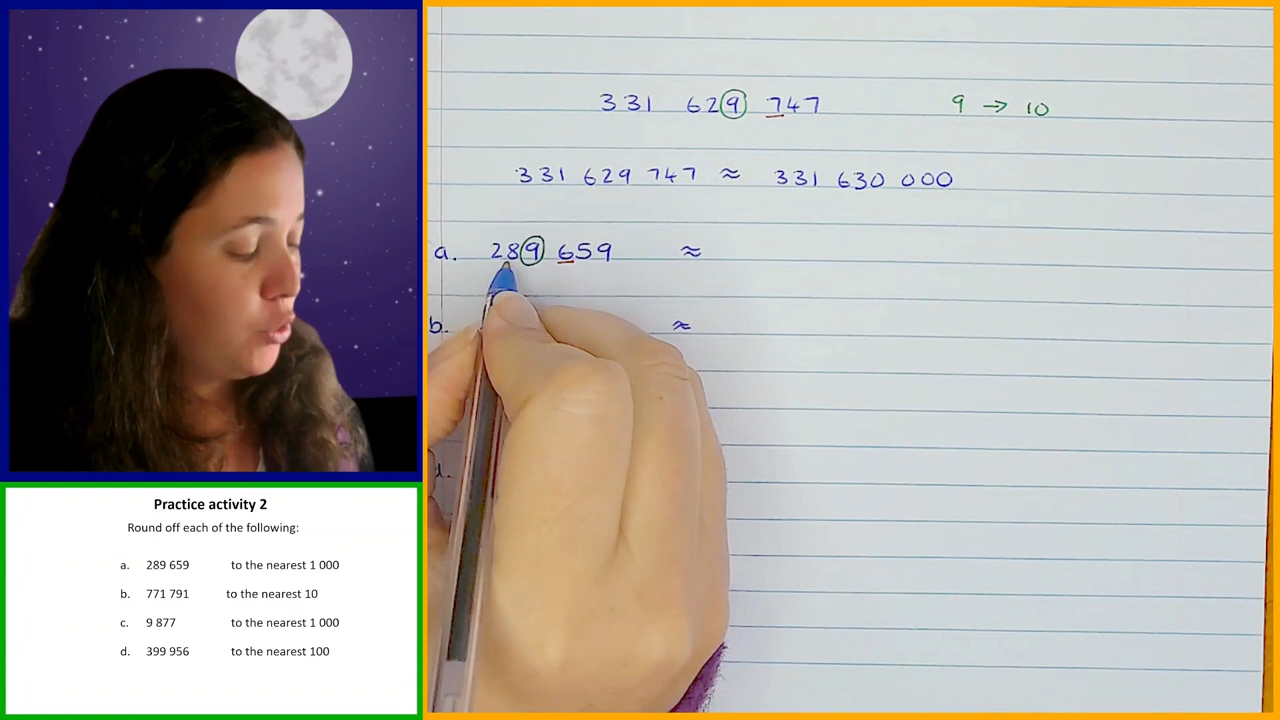 331 629 747 9 → 10
331 629 747 ≈ 331 630 000
a. 289 659 ≈
b. ≈
d.
Practice activity 2
Round off each of the following:
a. 289 659 to the nearest 1 000
b. 771 791 to the nearest 10
c. 9 877 to the nearest 1 000
d. 399 956 to the nearest 100